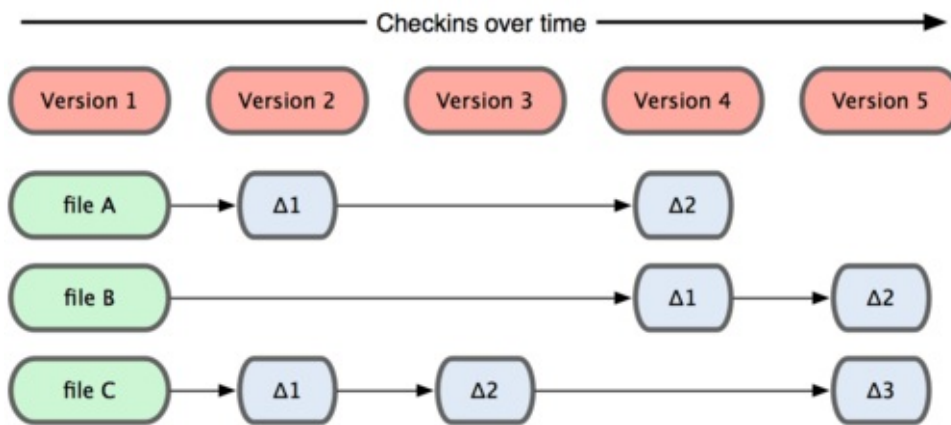 Checkins over time
Version 1 Version 2 Version 3 Version 4 Version 5
file A Δ1 Δ2
file B Δ1 Δ2
file C Δ1 Δ2 Δ3